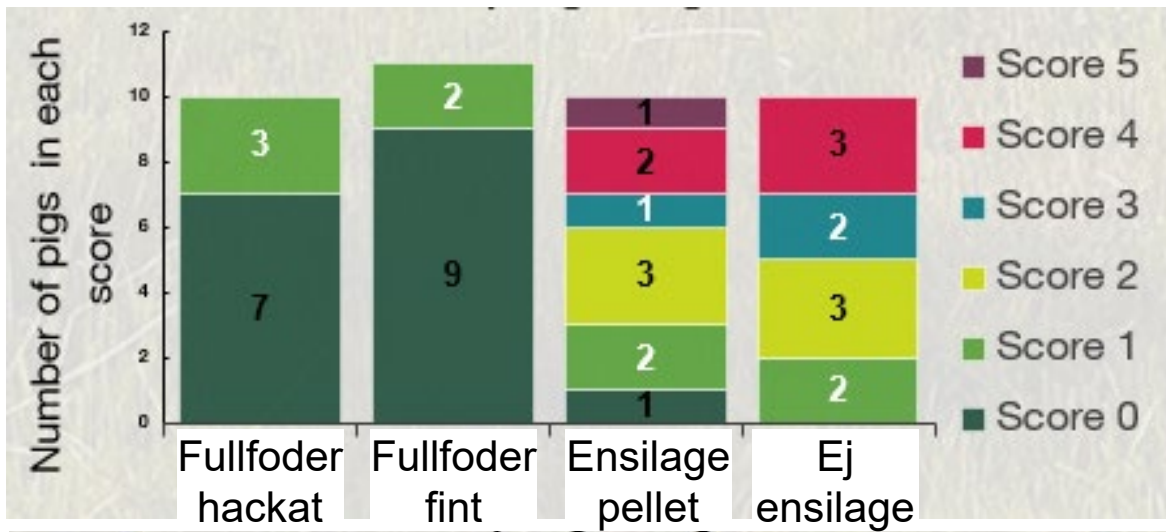 Number of pigs in each
score
12
10
8
6
4
2
0
3
7
2
9
1
2
1
3
2
1
3
2
3
2
Fullfoder
hackat
Fullfoder
fint
Ensilage
pellet
Ej
ensilage
Score 5
Score 4
Score 3
Score 2
Score 1
Score 0